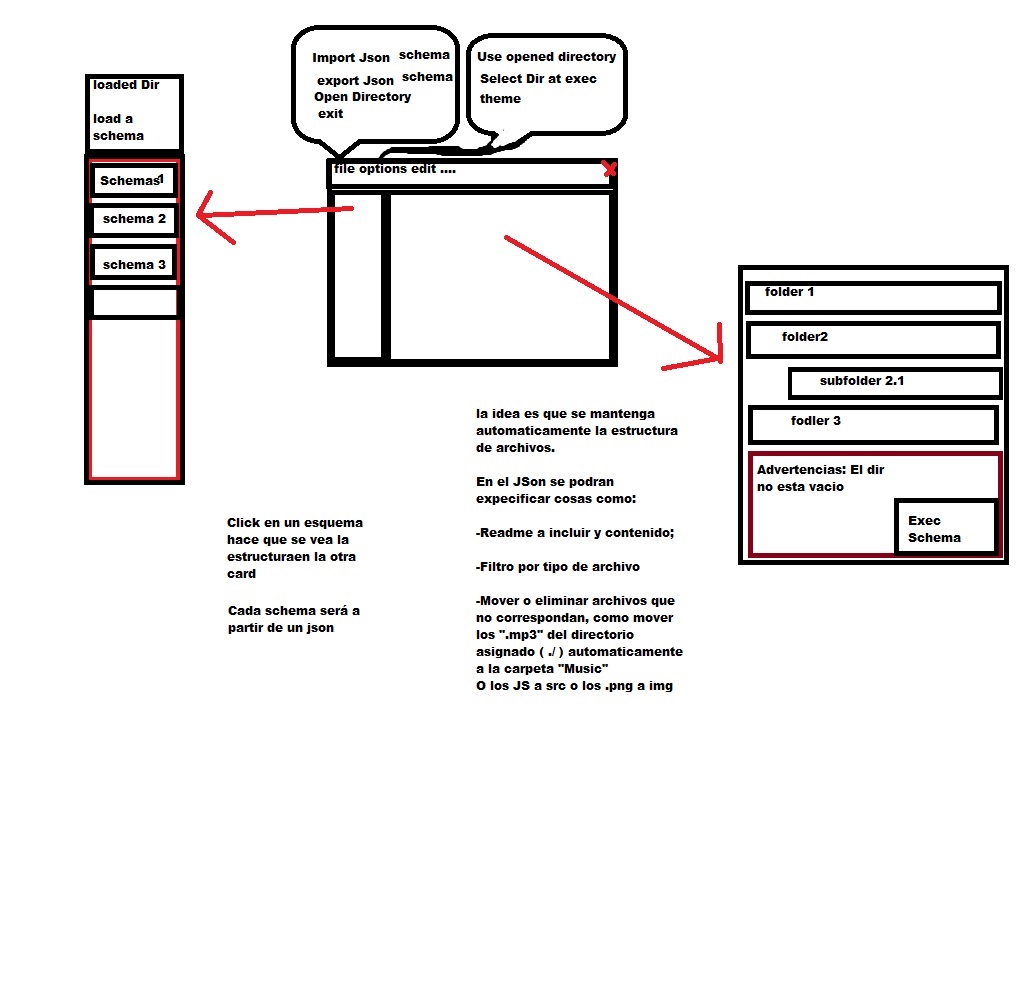 loaded Dir
load a
schema
Schemas1
schema 2
schema 3
Import Json schema
export Json schema
Open Directory
exit
Use opened directory
Select Dir at exec
theme
file options edit ....
folder 1
folder2
subfolder 2.1
fodler 3
Advertencias: El dir
no esta vacio
Exec
Schema
Click en un esquema
hace que se vea la
estructuraen la otra
card
Cada schema será a
partir de un json
la idea es que se mantenga
automaticamente la estructura
de archivos.
En el JSon se podran
expecificar cosas como:
-Readme a incluir y contenido;
-Filtro por tipo de archivo
-Mover o eliminar archivos que
no correspondan, como mover
los ".mp3" del directorio
asignado ( ./ ) automaticamente
a la carpeta "Music"
O los JS a src o los .png a img